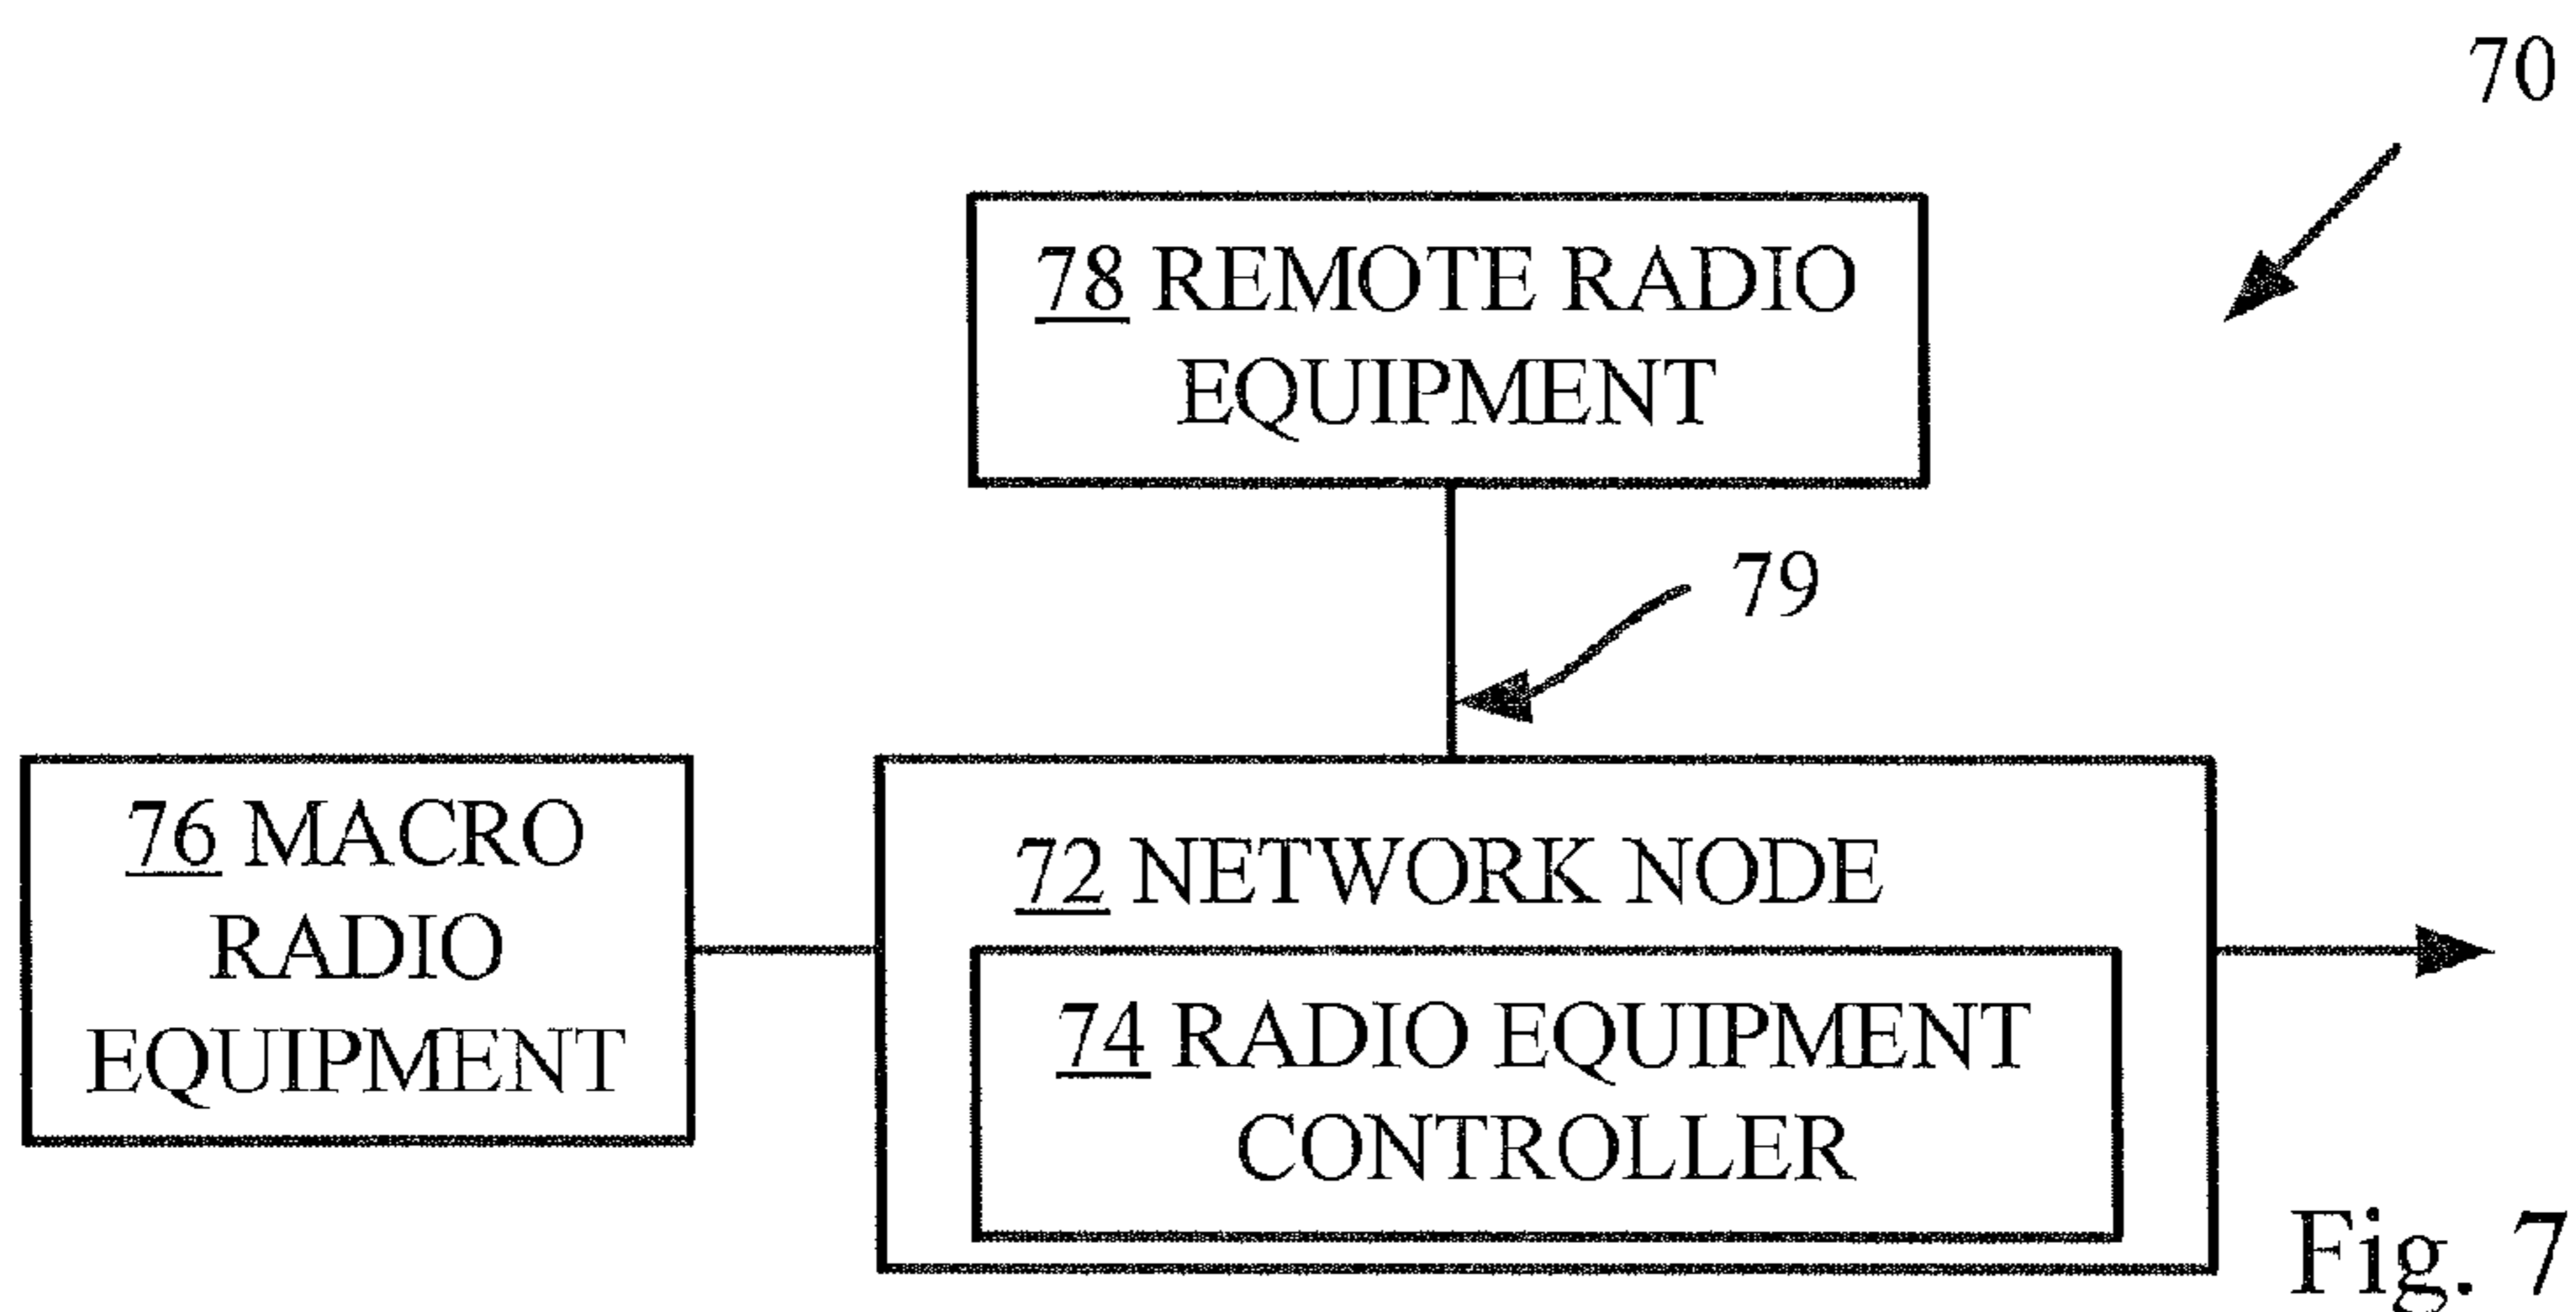 70
78 REMOTE RADIO
EQUIPMENT
79
76 MACRO
RADIO
EQUIPMENT
72 NETWORK NODE
74 RADIO EQUIPMENT
CONTROLLER
Fig. 7